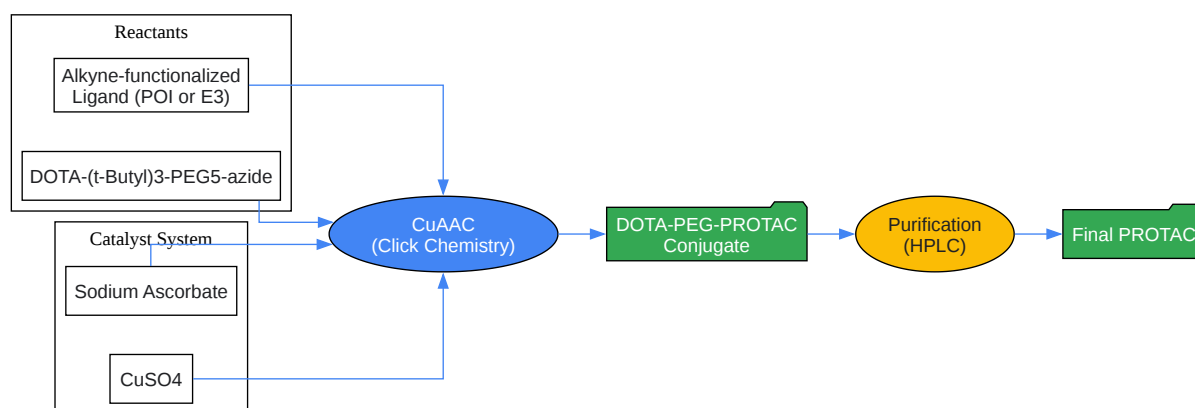 Reactants
Alkyne-functionalized
Ligand (POI or E3)
DOTA-(t-Butyl)3-PEG5-azide
Catalyst System
Sodium Ascorbate
CuSO4
CuAAC
(Click Chemistry)
DOTA-PEG-PROTAC
Conjugate
Purification
(HPLC)
Final PROTAC